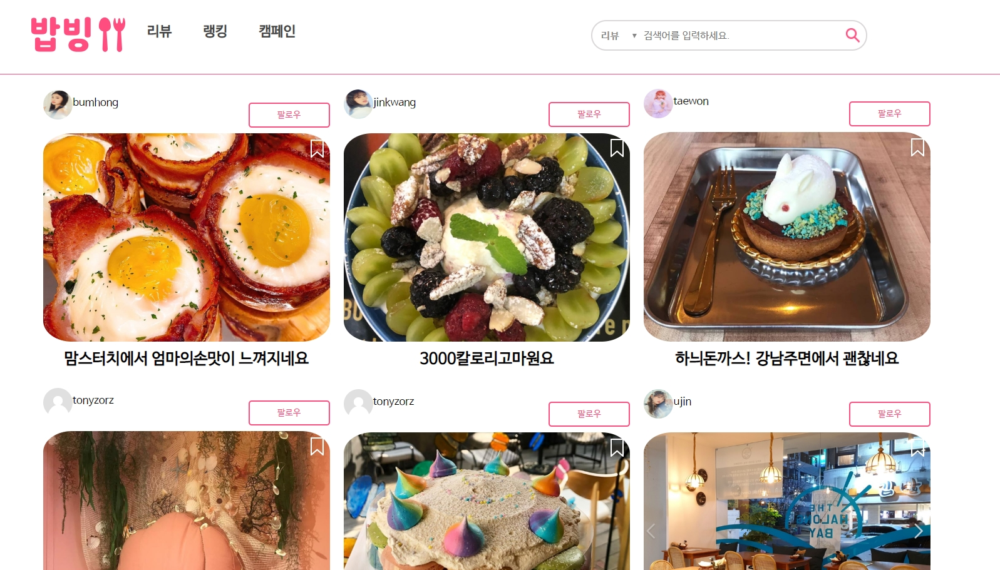 밥빙
리뷰 랭킹 캠페인
리뷰 ▼ 검색어를 입력하세요.
bumhong
팔로우
jinkwang
팔로우
taewon
팔로우
맘스터치에서 엄마의손맛이 느껴지네요
3000칼로리고마원요
하늬돈까스! 강남주면에서 괜찮네요
tonyzorz
팔로우
tonyzorz
팔로우
ujin
팔로우
THE
HALONG
BAY